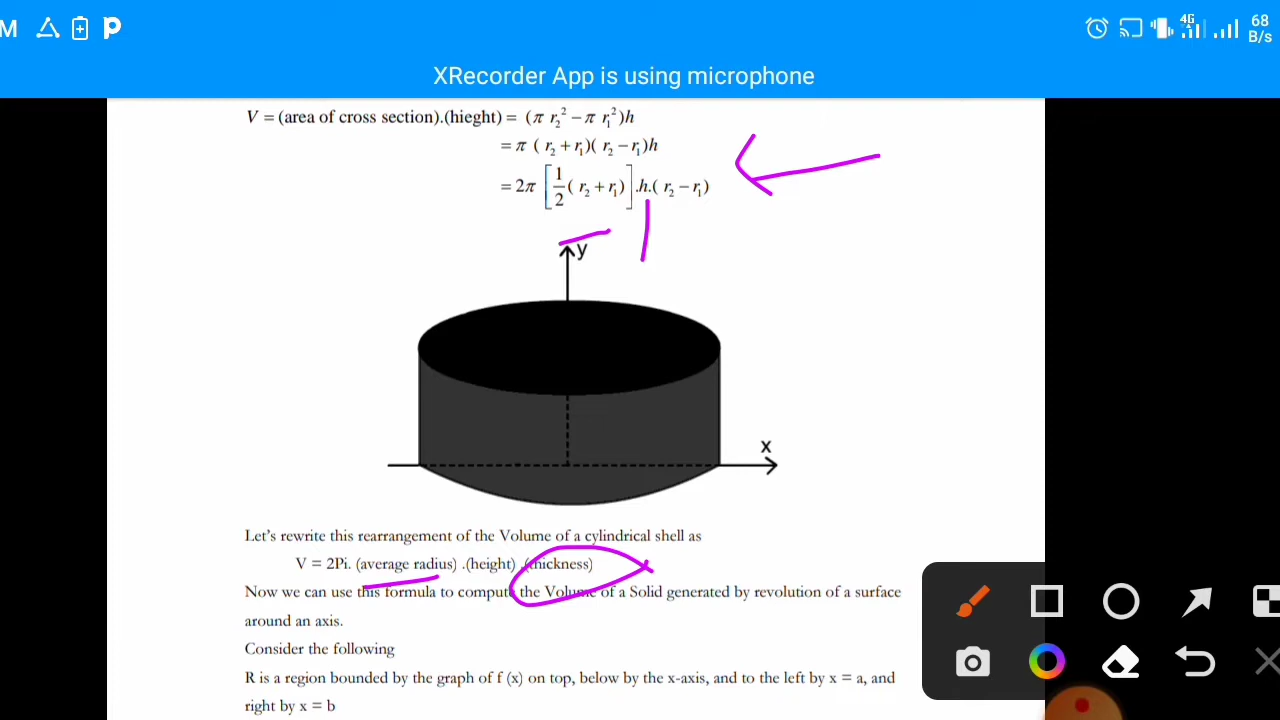 M
4G
68
B/s
XRecorder App is using microphone
V = (area of cross section).(hieght) = (π r₂² − π r₁²)h
= π ( r₂ + r₁)( r₂ − r₁)h
= 2π [1/2 ( r₂ + r₁)] .h.( r₂ − r₁)
y
x
Let's rewrite this rearrangement of the Volume of a cylindrical shell as
V = 2Pi. (average radius) .(height) .(thickness)
Now we can use this formula to compute the Volume of a Solid generated by revolution of a surface
around an axis.
Consider the following
R is a region bounded by the graph of f (x) on top, below by the x-axis, and to the left by x = a, and
right by x = b